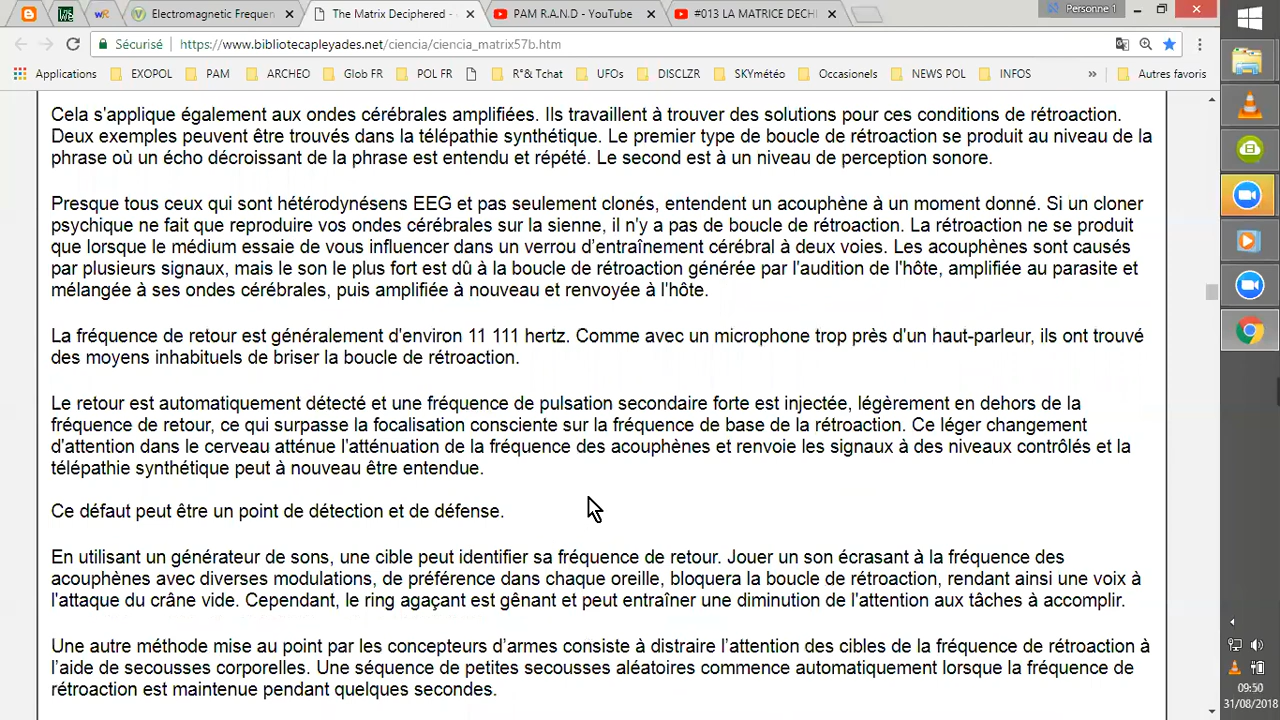 Electromagnetic Frequen
The Matrix Deciphered -
PAM R.A.N.D - YouTube
#013 LA MATRICE DECHI
Personne 1
Sécurisé
https://www.bibliotecapleyades.net/ciencia/ciencia_matrix57b.htm
Applications
EXOPOL
PAM
ARCHEO
Glob FR
POL FR
R*& Tchat
UFOs
DISCLZR
SKYmétéo
Occasionels
NEWS POL
INFOS
»
Autres favoris
Cela s'applique également aux ondes cérébrales amplifiées. Ils travaillent à trouver des solutions pour ces conditions de rétroaction.
Deux exemples peuvent être trouvés dans la télépathie synthétique. Le premier type de boucle de rétroaction se produit au niveau de la
phrase où un écho décroissant de la phrase est entendu et répété. Le second est à un niveau de perception sonore.
Presque tous ceux qui sont hétérodynésens EEG et pas seulement clonés, entendent un acouphène à un moment donné. Si un cloner
psychique ne fait que reproduire vos ondes cérébrales sur la sienne, il n'y a pas de boucle de rétroaction. La rétroaction ne se produit
que lorsque le médium essaie de vous influencer dans un verrou d’entraînement cérébral à deux voies. Les acouphènes sont causés
par plusieurs signaux, mais le son le plus fort est dû à la boucle de rétroaction générée par l'audition de l'hôte, amplifiée au parasite et
mélangée à ses ondes cérébrales, puis amplifiée à nouveau et renvoyée à l'hôte.
La fréquence de retour est généralement d'environ 11 111 hertz. Comme avec un microphone trop près d'un haut-parleur, ils ont trouvé
des moyens inhabituels de briser la boucle de rétroaction.
Le retour est automatiquement détecté et une fréquence de pulsation secondaire forte est injectée, légèrement en dehors de la
fréquence de retour, ce qui surpasse la focalisation consciente sur la fréquence de base de la rétroaction. Ce léger changement
d'attention dans le cerveau atténue l'atténuation de la fréquence des acouphènes et renvoie les signaux à des niveaux contrôlés et la
télépathie synthétique peut à nouveau être entendue.
Ce défaut peut être un point de détection et de défense.
En utilisant un générateur de sons, une cible peut identifier sa fréquence de retour. Jouer un son écrasant à la fréquence des
acouphènes avec diverses modulations, de préférence dans chaque oreille, bloquera la boucle de rétroaction, rendant ainsi une voix à
l'attaque du crâne vide. Cependant, le ring agaçant est gênant et peut entraîner une diminution de l'attention aux tâches à accomplir.
Une autre méthode mise au point par les concepteurs d’armes consiste à distraire l’attention des cibles de la fréquence de rétroaction à
l’aide de secousses corporelles. Une séquence de petites secousses aléatoires commence automatiquement lorsque la fréquence de
rétroaction est maintenue pendant quelques secondes.
09:50
31/08/2018